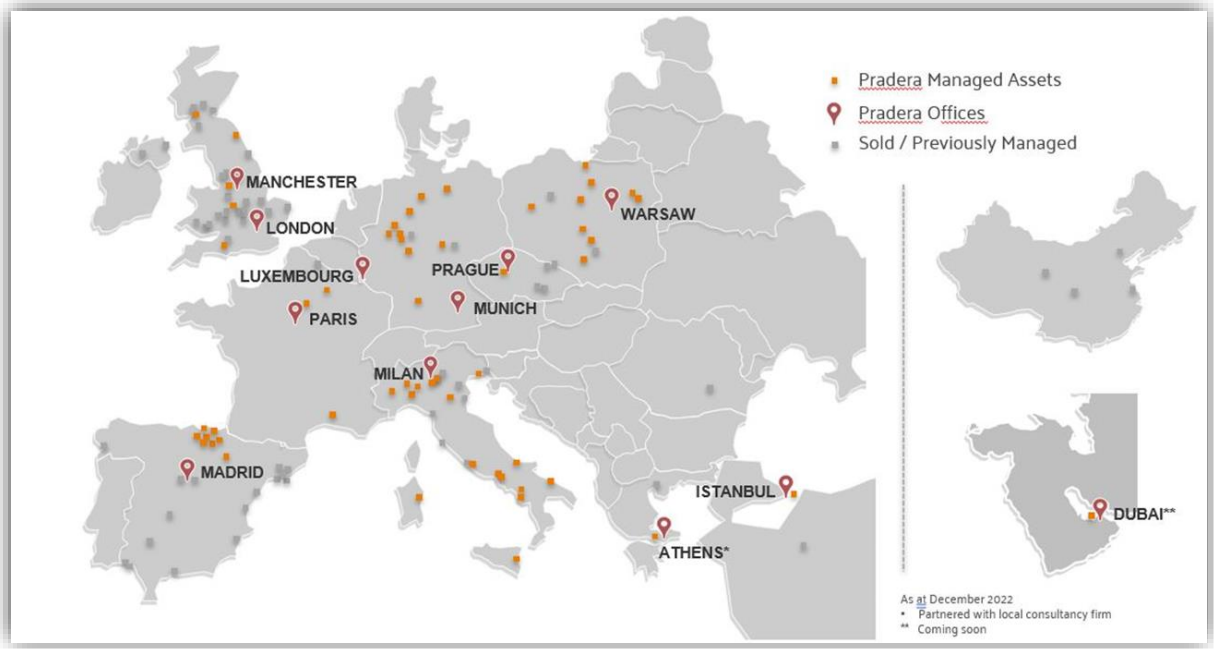 Pradera Managed Assets
Pradera Offices
Sold / Previously Managed
MANCHESTER
LONDON
WARSAW
LUXEMBOURG
PRAGUE
MUNICH
PARIS
MILAN
MADRID
ISTANBUL
ATHENS*
DUBAI**
As at December 2022
• Partnered with local consultancy firm
** Coming soon